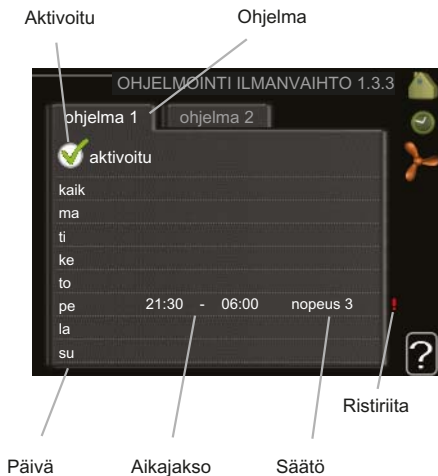 Aktivoitu Ohjelma
OHJELMOINTI ILMANVAIHTO 1.3.3
ohjelma 1 ohjelma 2
aktivoitu
kaik
ma
ti
ke
to
pe 21:30 - 06:00 nopeus 3 !
la
su
?
Ristiriita
Päivä Aikajakso Säätö